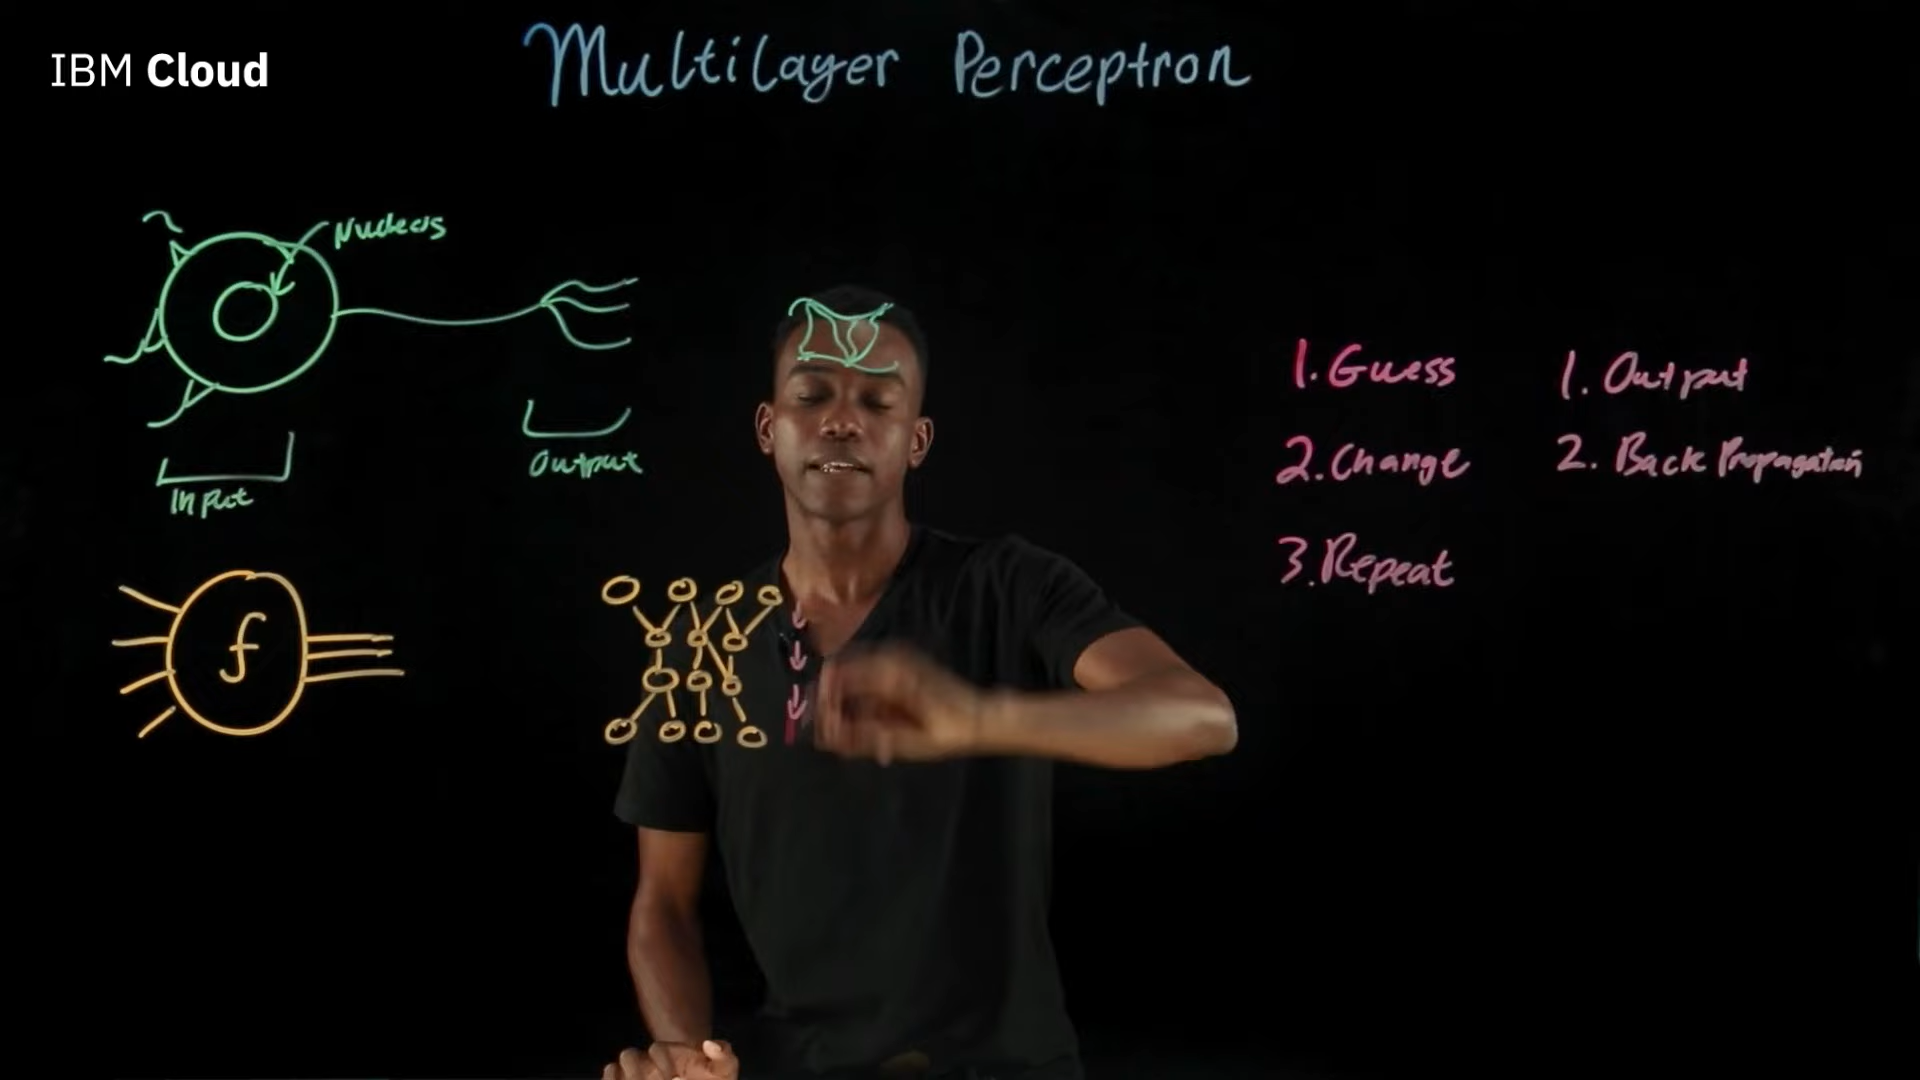 IBM Cloud
Multilayer Perceptron
Nucleus
Input
Output
f
1. Guess
2. Change
3. Repeat
1. Output
2. Back Propagation